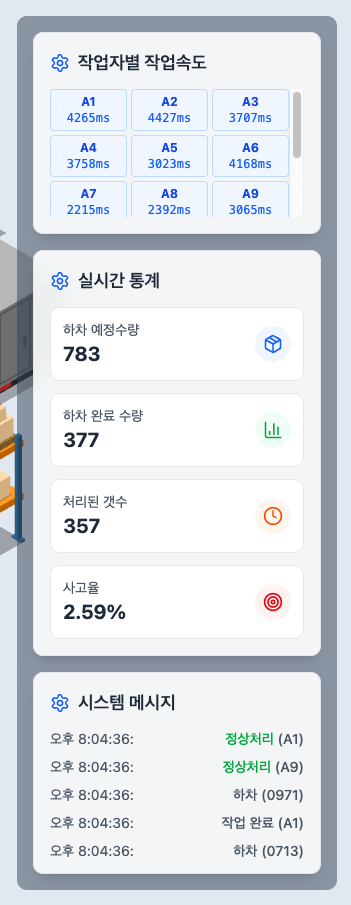 작업자별 작업속도
A1 A2 A3
4265ms 4427ms 3707ms
A4 A5 A6
3758ms 3023ms 4168ms
A7 A8 A9
2215ms 2392ms 3065ms
실시간 통계
하차 예정수량
783
하차 완료 수량
377
처리된 갯수
357
사고율
2.59%
시스템 메시지
오후 8:04:36: 정상처리 (A1)
오후 8:04:36: 정상처리 (A9)
오후 8:04:36: 하차 (0971)
오후 8:04:36: 작업 완료 (A1)
오후 8:04:36: 하차 (0713)